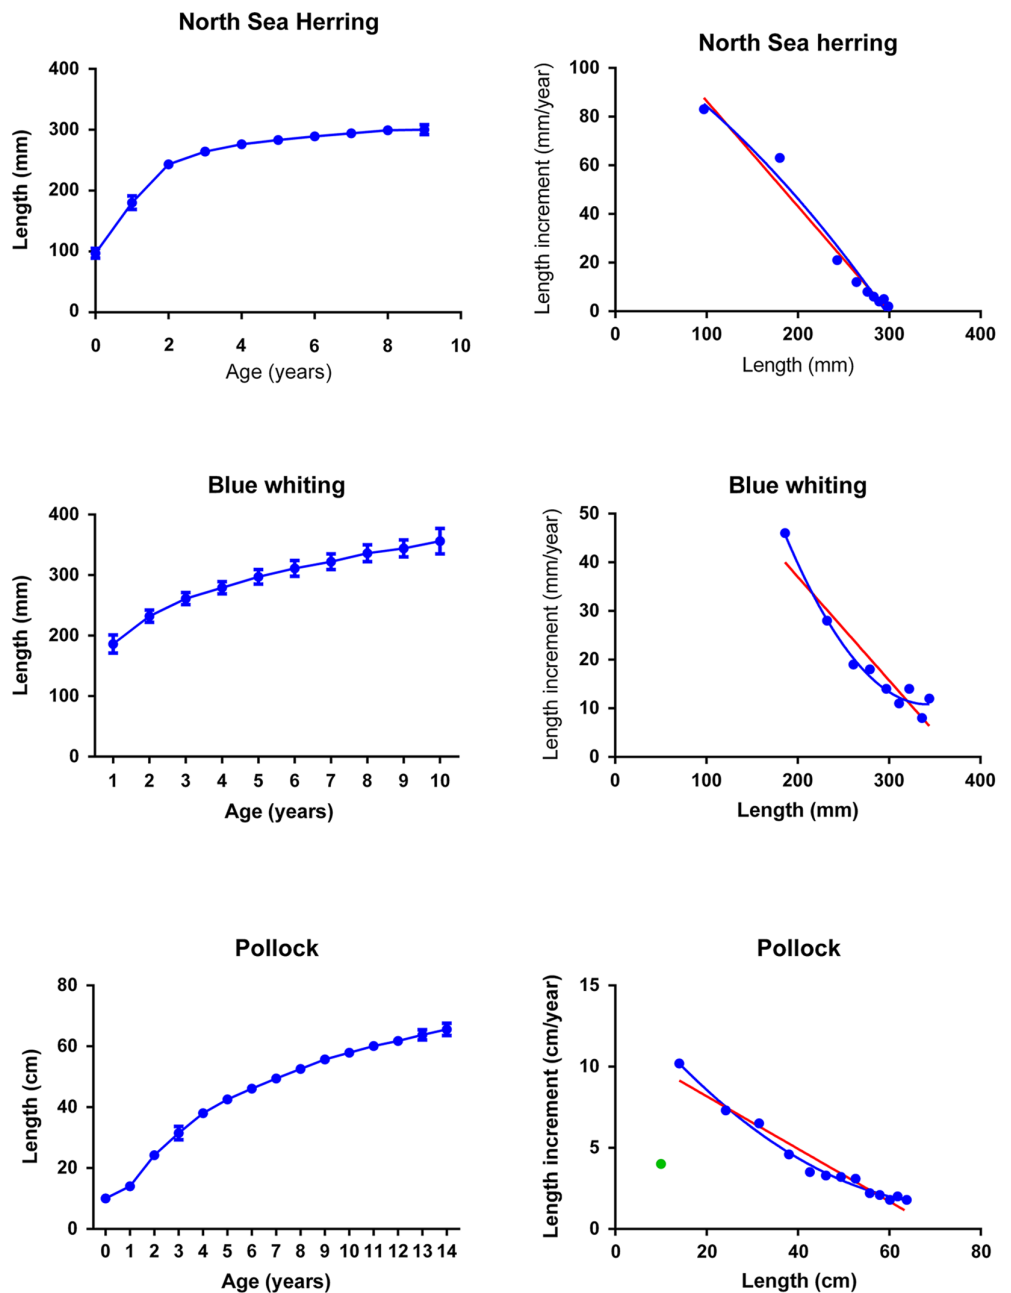 North Sea Herring
400
300
200
100
0
Length (mm)
0 2 4 6 8 10
Age (years)
North Sea herring
100
80
60
40
20
0
Length increment (mm/year)
0 100 200 300 400
Length (mm)
Blue whiting
400
300
200
100
0
Length (mm)
1 2 3 4 5 6 7 8 9 10
Age (years)
Blue whiting
50
40
30
20
10
0
Length increment (mm/year)
0 100 200 300 400
Length (mm)
Pollock
80
60
40
20
0
Length (cm)
0 1 2 3 4 5 6 7 8 9 10 11 12 13 14
Age (years)
Pollock
15
10
5
0
Length increment (cm/year)
0 20 40 60 80
Length (cm)